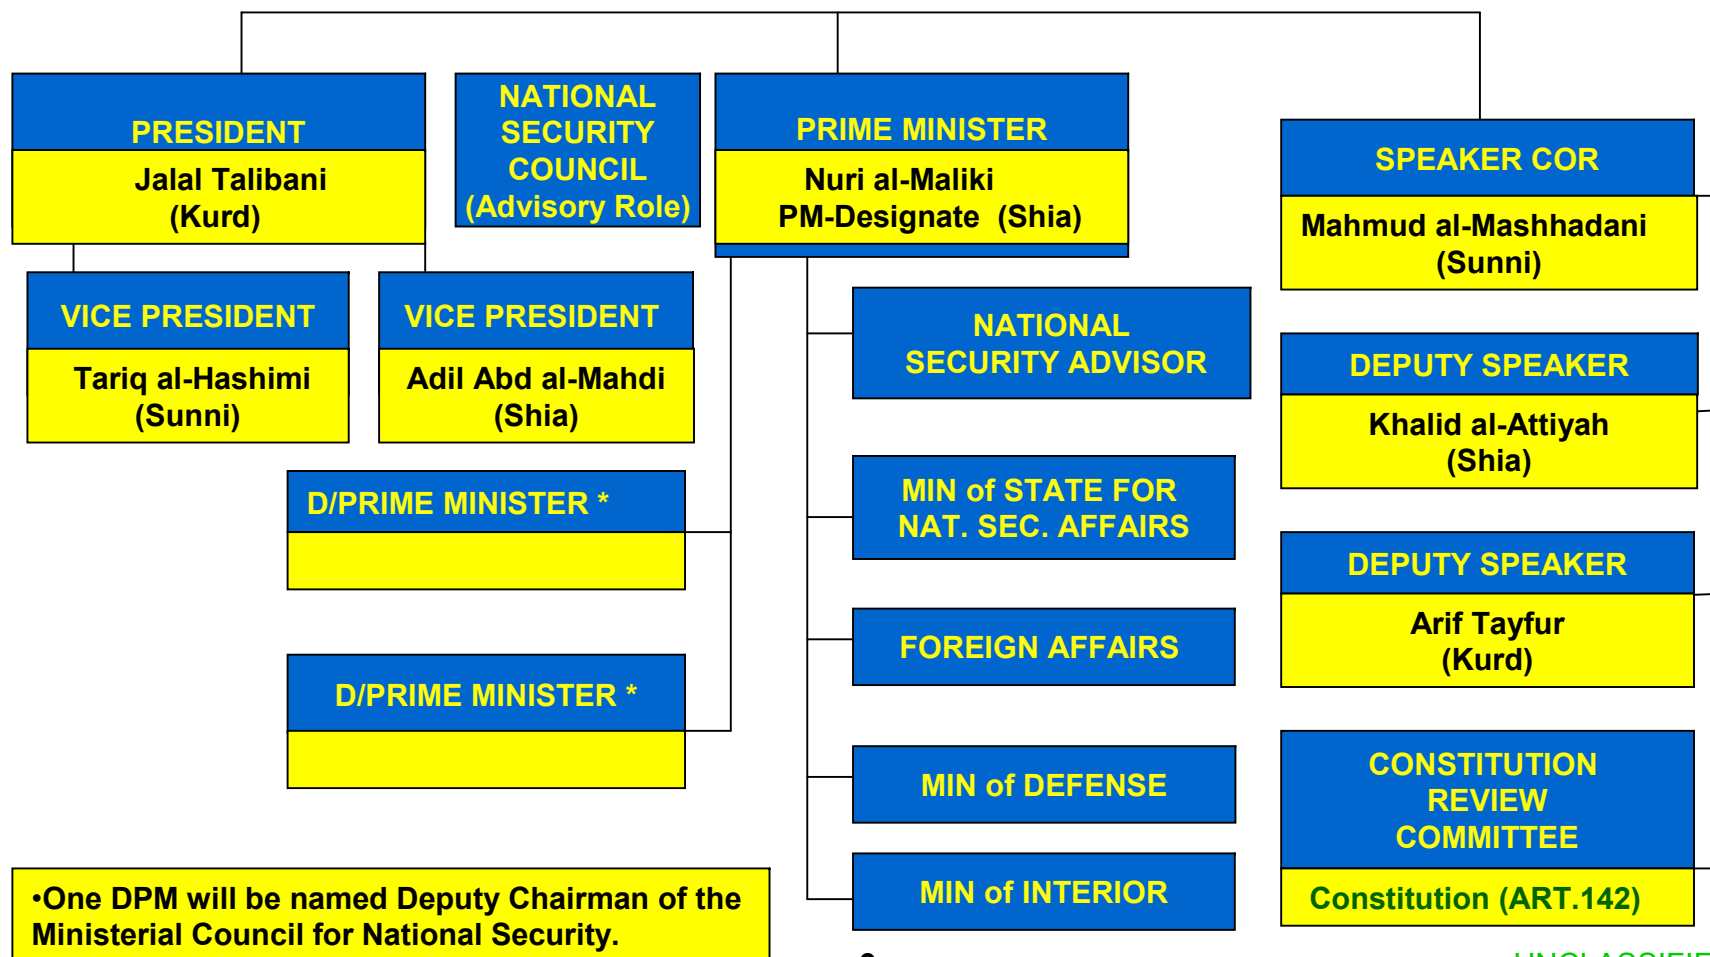 PRESIDENT
Jalal Talibani
(Kurd)
NATIONAL
SECURITY
COUNCIL
(Advisory Role)
PRIME MINISTER
Nuri al-Maliki
PM-Designate (Shia)
SPEAKER COR
Mahmud al-Mashhadani
(Sunni)
VICE PRESIDENT
Tariq al-Hashimi
(Sunni)
VICE PRESIDENT
Adil Abd al-Mahdi
(Shia)
NATIONAL
SECURITY ADVISOR
DEPUTY SPEAKER
Khalid al-Attiyah
(Shia)
D/PRIME MINISTER *
MIN of STATE FOR
NAT. SEC. AFFAIRS
DEPUTY SPEAKER
Arif Tayfur
(Kurd)
FOREIGN AFFAIRS
D/PRIME MINISTER *
MIN of DEFENSE
CONSTITUTION
REVIEW
COMMITTEE
Constitution (ART.142)
MIN of INTERIOR
•One DPM will be named Deputy Chairman of the
Ministerial Council for National Security.